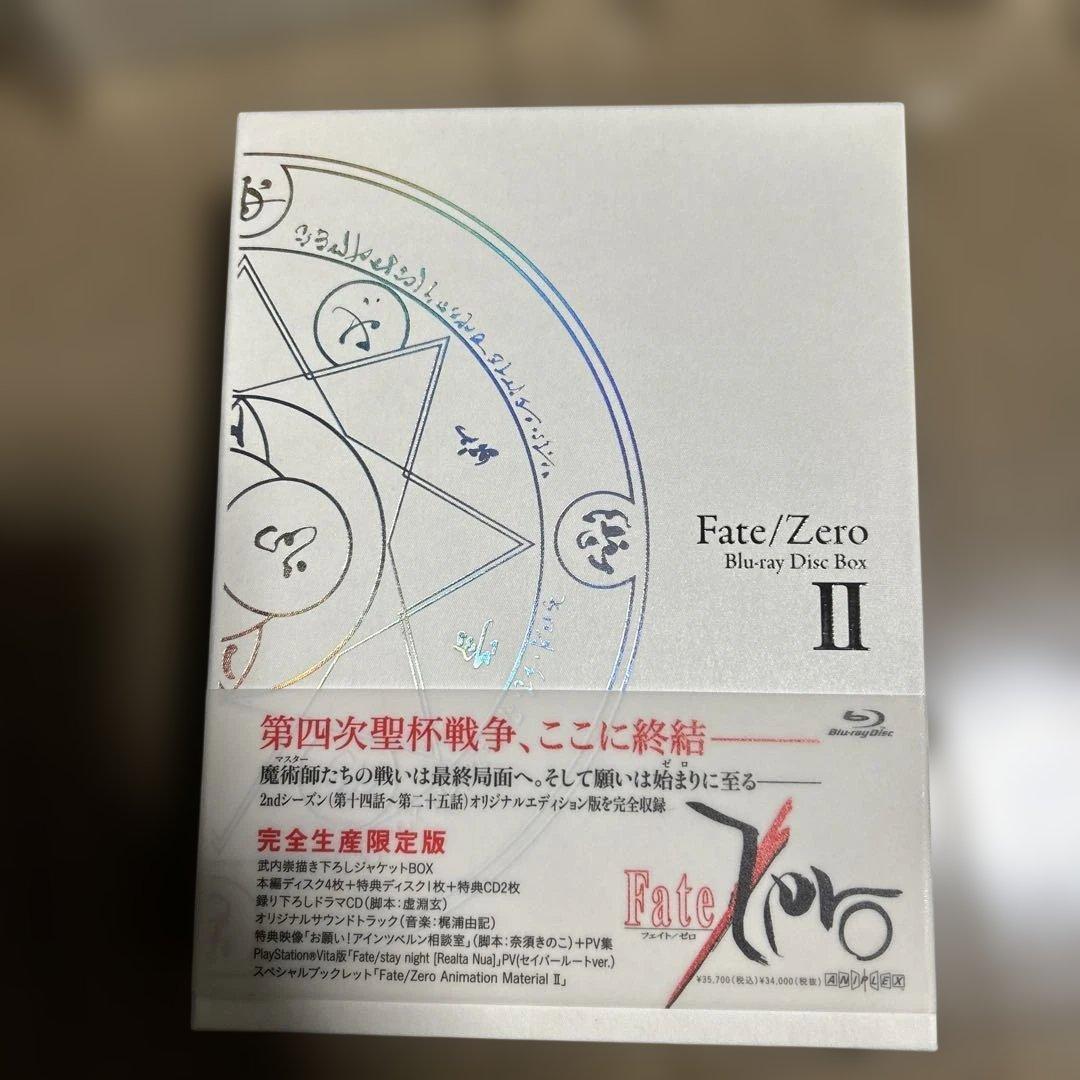 Fate/Zero
Blu-ray Disc Box
II
第四次聖杯戦争、ここに終結———
Blu-ray Disc
マスター
ゼロ
魔術師たちの戦いは最終局面へ。そして願いは始まりに至る———
2ndシーズン(第十四話〜第二十五話)オリジナルエディション版を完全収録
完全生産限定版
武内崇描き下ろしジャケットBOX
本編ディスク4枚+特典ディスク1枚+特典CD2枚
録り下ろしドラマCD(脚本:虚淵玄)
オリジナルサウンドトラック(音楽:梶浦由記)
特典映像「お願い!アインツベルン相談室」(脚本:奈須きのこ)+PV集
PlayStation®Vita版「Fate/stay night [Realta Nua]」PV(セイバールートver.)
スペシャルブックレット「Fate/Zero Animation Material II」
Fate/Zero
フェイト/ゼロ
¥35,700(税込)¥34,000(税抜)
ANIPLEX